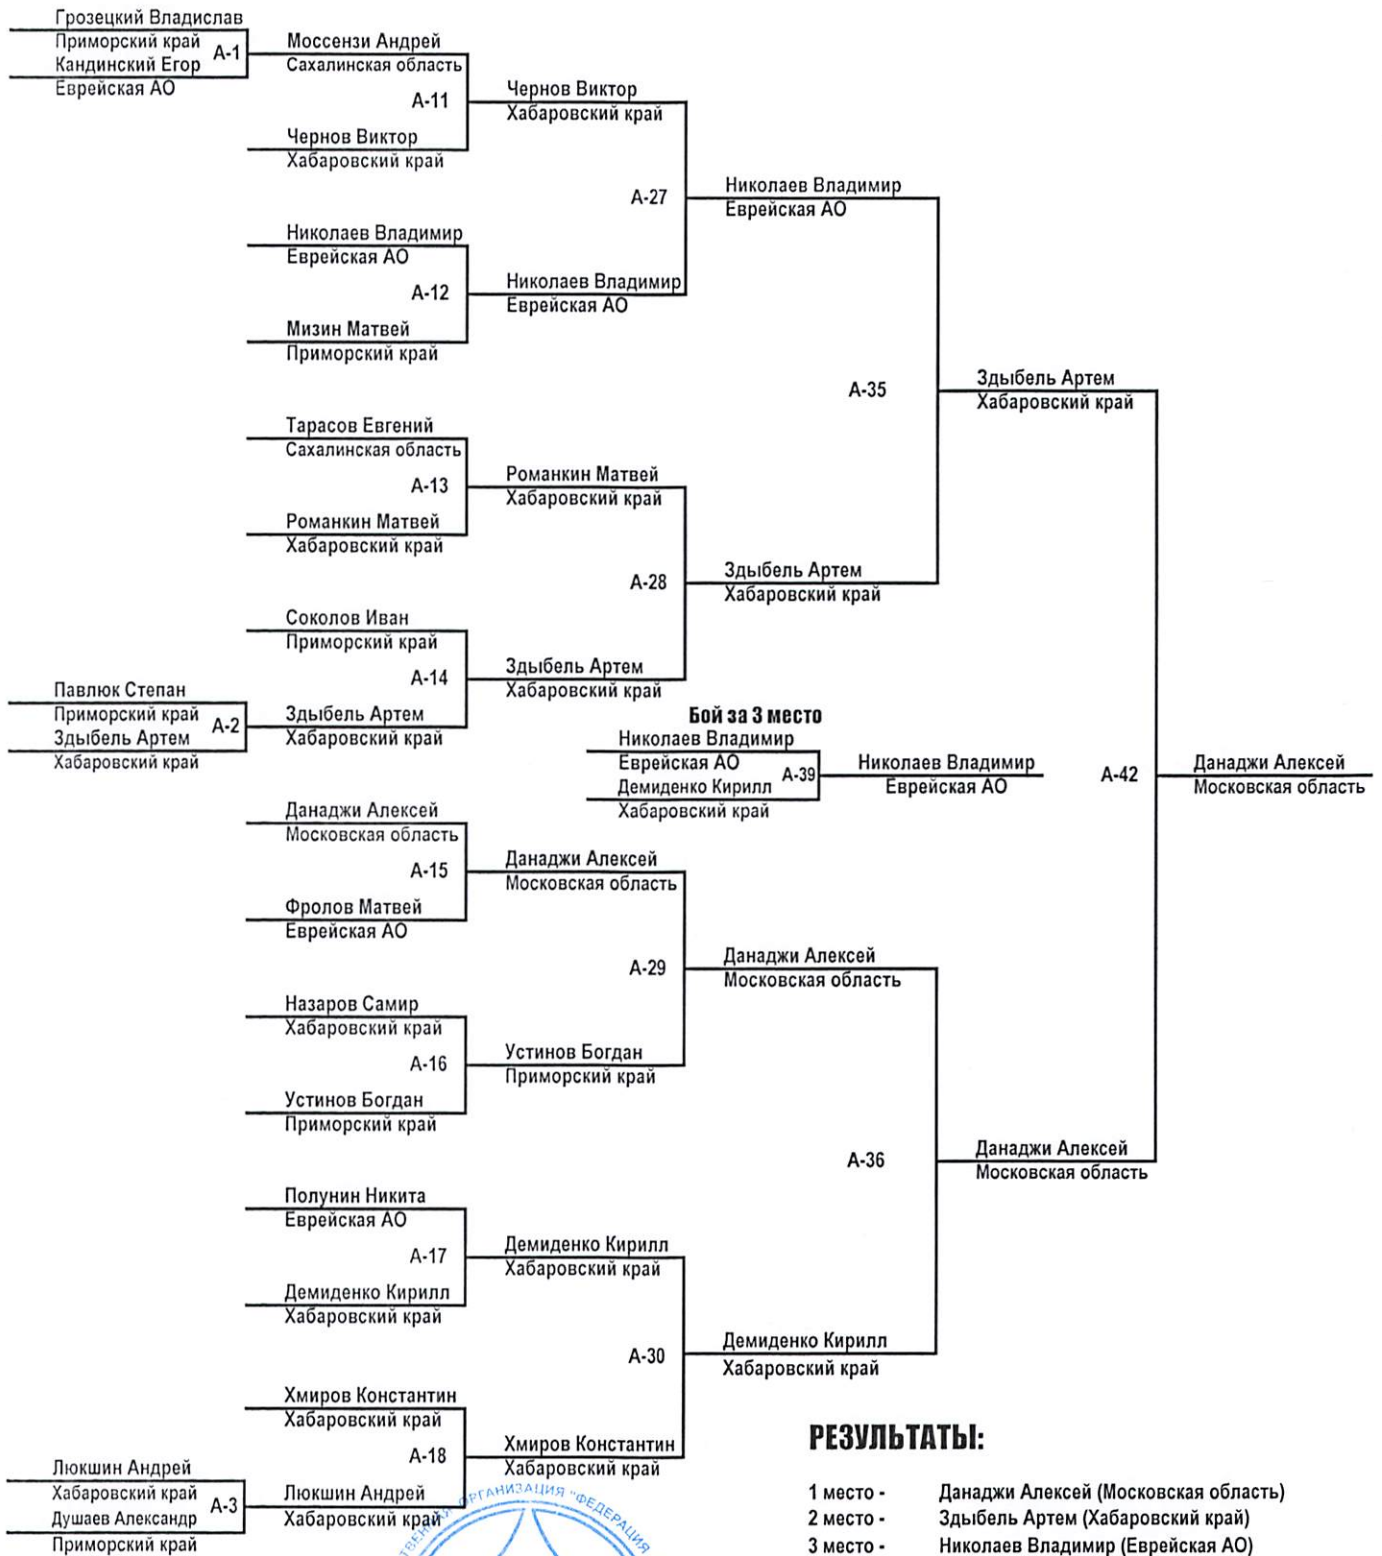 Грозецкий Владислав
Приморский край
А-1
Кандинский Егор
Еврейская АО
Моссензи Андрей
Сахалинская область
А-11
Чернов Виктор
Хабаровский край
Чернов Виктор
Хабаровский край
А-27
Николаев Владимир
Еврейская АО
Николаев Владимир
Еврейская АО
А-12
Николаев Владимир
Еврейская АО
Мизин Матвей
Приморский край
А-35
Здыбель Артем
Хабаровский край
Тарасов Евгений
Сахалинская область
А-13
Романкин Матвей
Хабаровский край
Романкин Матвей
Хабаровский край
А-28
Здыбель Артем
Хабаровский край
Соколов Иван
Приморский край
А-14
Здыбель Артем
Хабаровский край
Павлюк Степан
Приморский край
А-2
Здыбель Артем
Хабаровский край
Здыбель Артем
Хабаровский край
Бой за 3 место
Николаев Владимир
Еврейская АО
А-39
Демиденко Кирилл
Хабаровский край
Николаев Владимир
Еврейская АО
А-42
Данаджи Алексей
Московская область
Данаджи Алексей
Московская область
А-15
Данаджи Алексей
Московская область
Фролов Матвей
Еврейская АО
А-29
Данаджи Алексей
Московская область
Назаров Самир
Хабаровский край
А-16
Устинов Богдан
Приморский край
Устинов Богдан
Приморский край
А-36
Данаджи Алексей
Московская область
Полунин Никита
Еврейская АО
А-17
Демиденко Кирилл
Хабаровский край
Демиденко Кирилл
Хабаровский край
А-30
Демиденко Кирилл
Хабаровский край
Хмиров Константин
Хабаровский край
А-18
Хмиров Константин
Хабаровский край
Люкшин Андрей
Хабаровский край
А-3
Душаев Александр
Приморский край
Люкшин Андрей
Хабаровский край
ОРГАНИЗАЦИЯ "ФЕДЕРАЦИЯ
РЕЗУЛЬТАТЫ:
1 место - Данаджи Алексей (Московская область)
2 место - Здыбель Артем (Хабаровский край)
3 место - Николаев Владимир (Еврейская АО)